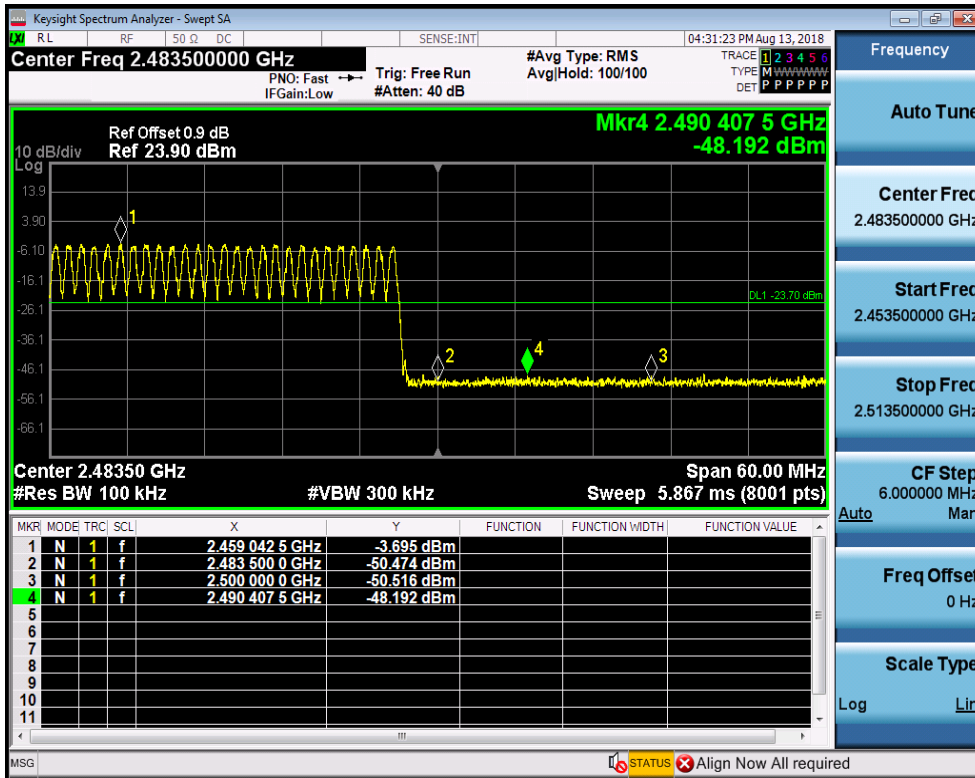 Keysight Spectrum Analyzer - Swept SA
LXI RL RF 50 Ω DC SENSE:INT 04:31:23 PM Aug 13, 2018
Center Freq 2.483500000 GHz
PNO: Fast
IFGain:Low
Trig: Free Run
#Atten: 40 dB
#Avg Type: RMS
Avg|Hold: 100/100
TRACE 1 2 3 4 5 6
TYPE M W W W W W
DET P P P P P P
Mkr4 2.490 407 5 GHz
-48.192 dBm
Ref Offset 0.9 dB
10 dB/div Ref 23.90 dBm
Log
13.9
3.90
-6.10
-16.1
-26.1
-36.1
-46.1
-56.1
-66.1
1
2
4
3
DL1 -23.70 dBm
Center 2.48350 GHz Span 60.00 MHz
#Res BW 100 kHz #VBW 300 kHz Sweep 5.867 ms (8001 pts)
MKR MODE TRC SCL X Y FUNCTION FUNCTION WIDTH FUNCTION VALUE
1 N 1 f 2.459 042 5 GHz -3.695 dBm
2 N 1 f 2.483 500 0 GHz -50.474 dBm
3 N 1 f 2.500 000 0 GHz -50.516 dBm
4 N 1 f 2.490 407 5 GHz -48.192 dBm
5
6
7
8
9
10
11
MSG STATUS Align Now All required
Frequency
Auto Tune
Center Freq
2.483500000 GHz
Start Freq
2.453500000 GHz
Stop Freq
2.513500000 GHz
CF Step
6.000000 MHz
Auto Man
Freq Offset
0 Hz
Scale Type
Log Lin